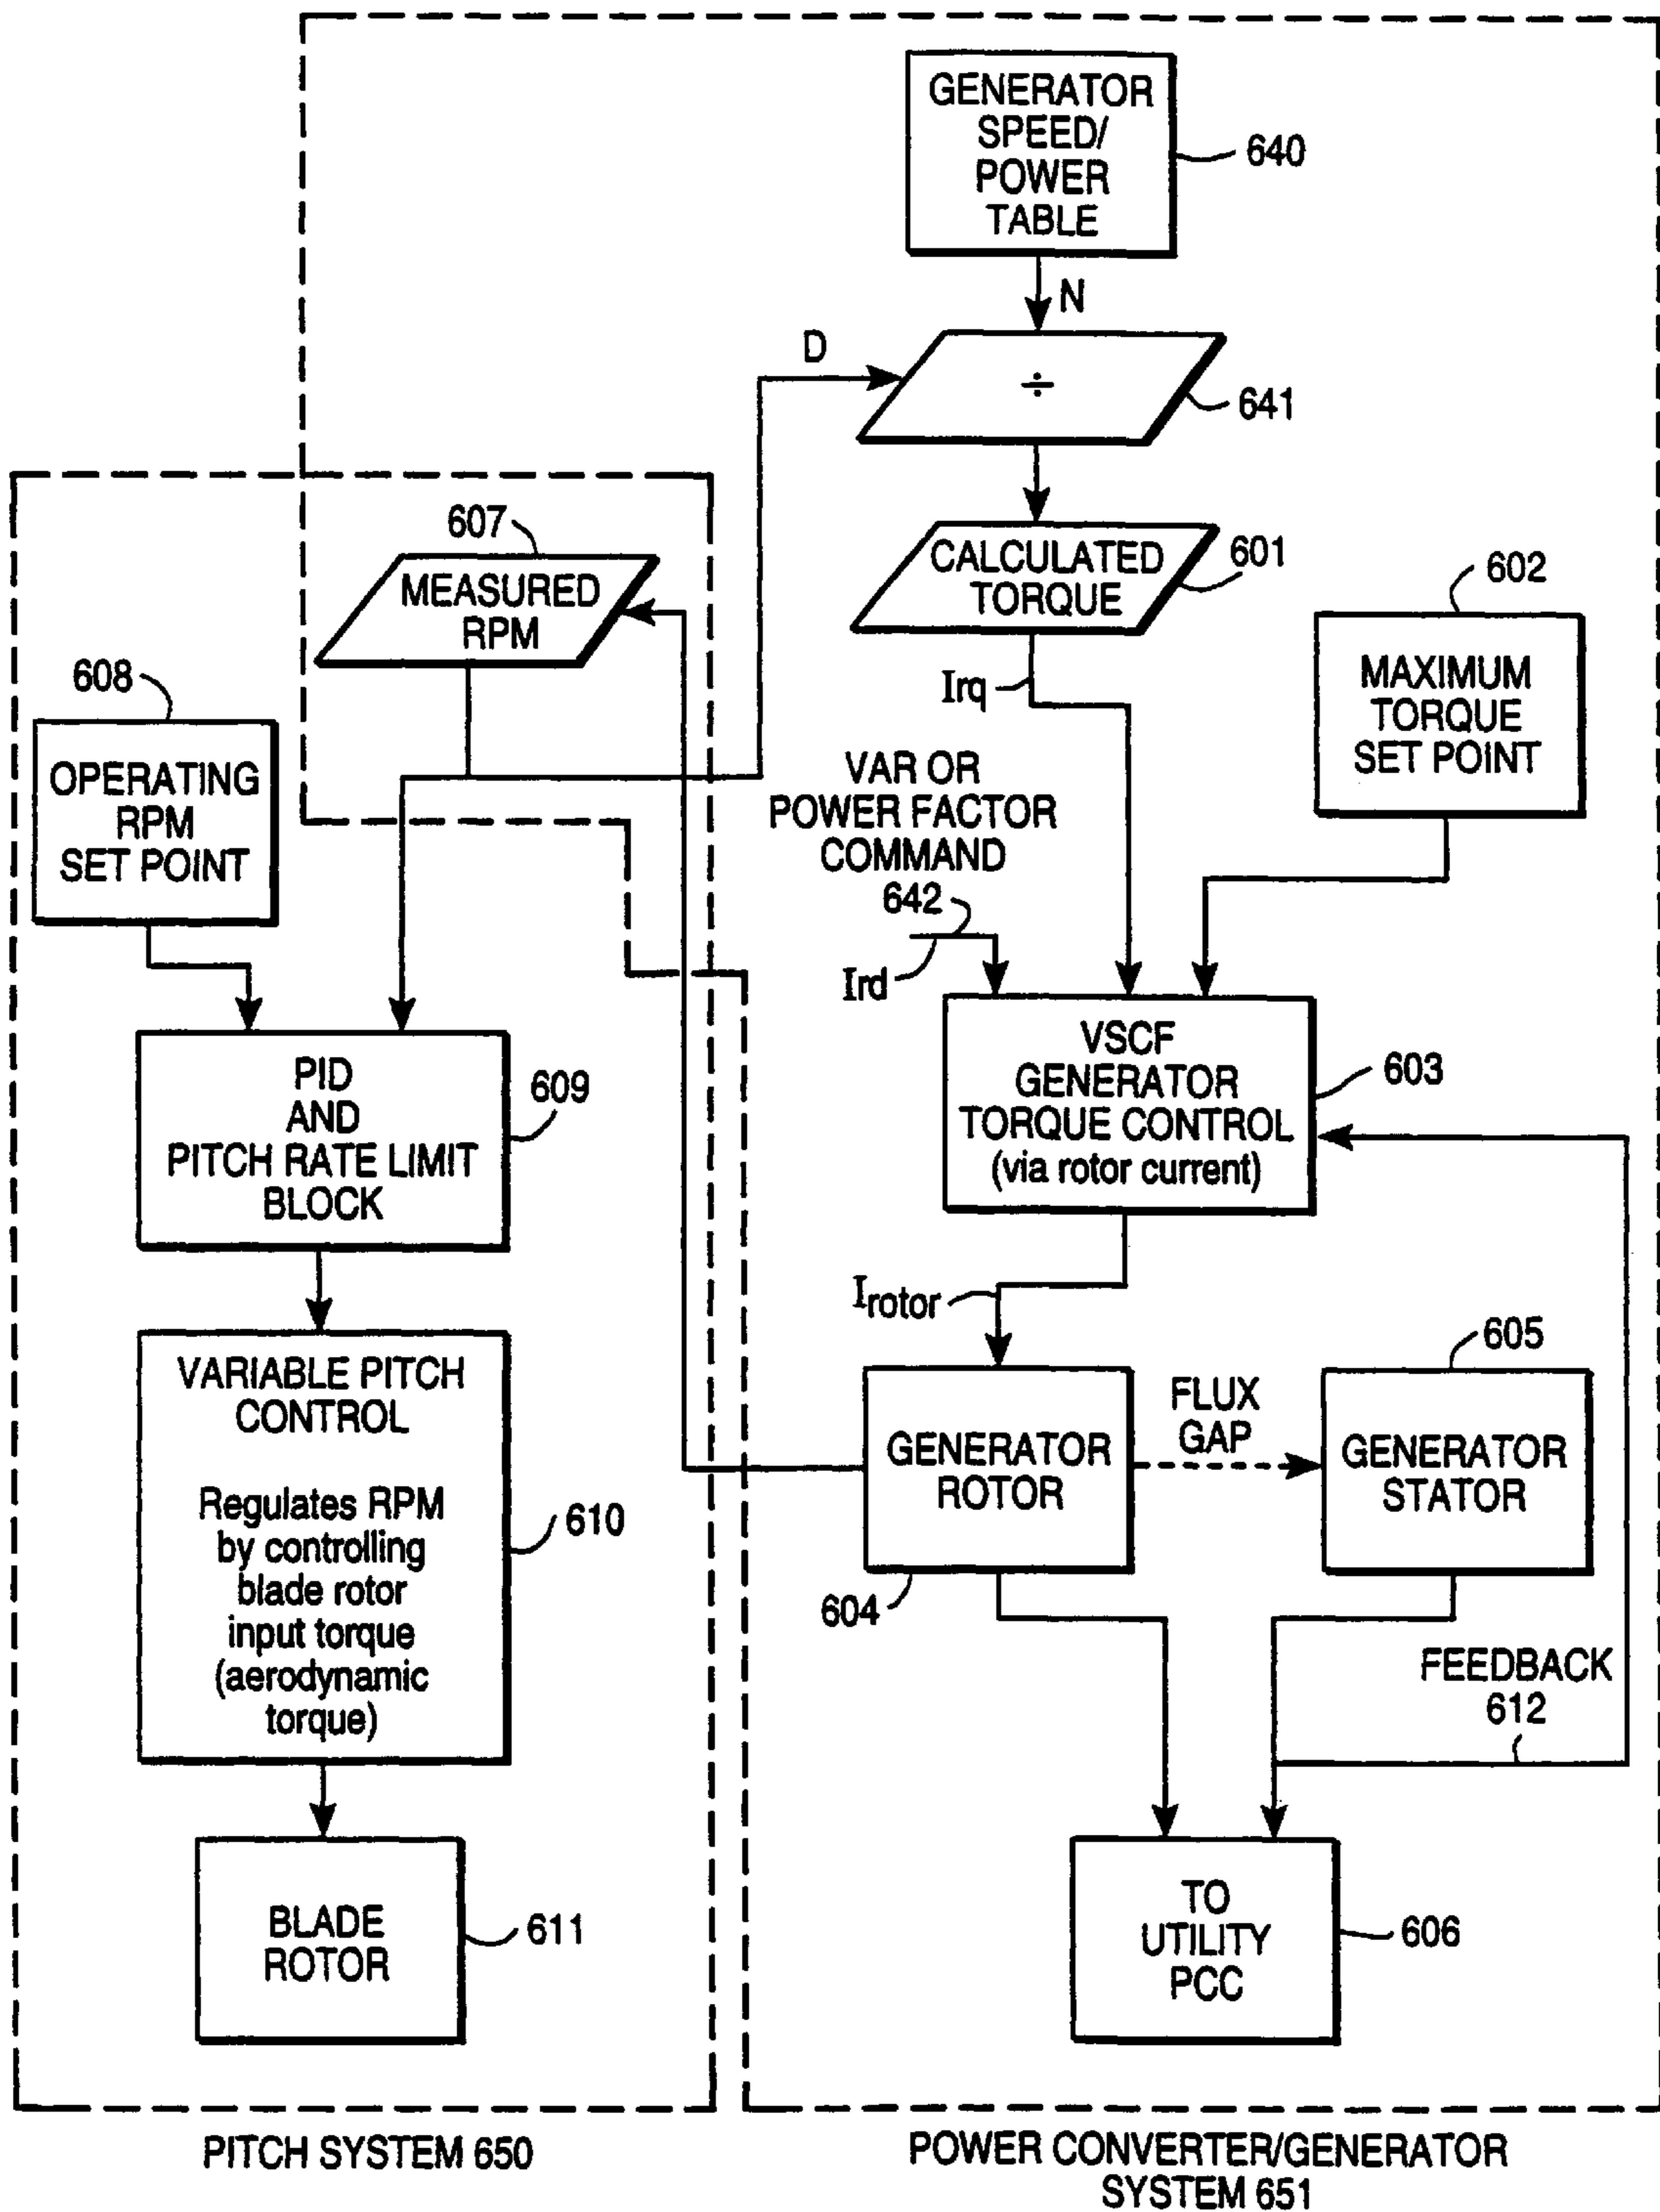 GENERATOR
SPEED/
POWER
TABLE
640
N
D
÷
641
607
MEASURED
RPM
CALCULATED
TORQUE
601
602
MAXIMUM
TORQUE
SET POINT
608
OPERATING
RPM
SET POINT
Irq
VAR OR
POWER FACTOR
COMMAND
642
Ird
PID
AND
PITCH RATE LIMIT
BLOCK
609
VSCF
GENERATOR
TORQUE CONTROL
(via rotor current)
603
Irotor
VARIABLE PITCH
CONTROL
Regulates RPM
by controlling
blade rotor
input torque
(aerodynamic
torque)
610
GENERATOR
ROTOR
604
FLUX
GAP
605
GENERATOR
STATOR
FEEDBACK
612
BLADE
ROTOR
611
TO
UTILITY
PCC
606
PITCH SYSTEM 650
POWER CONVERTER/GENERATOR
SYSTEM 651